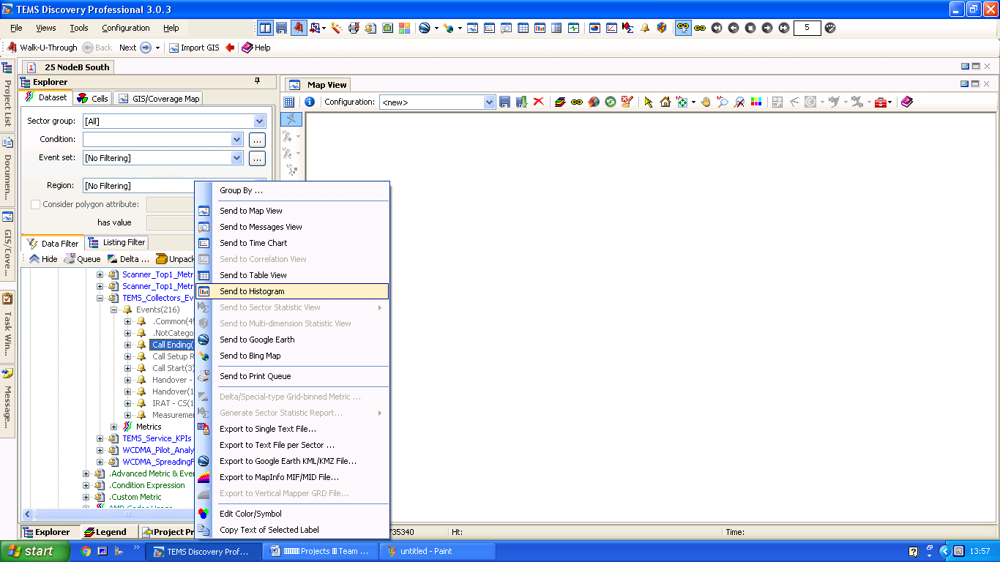 TEMS Discovery Professional 3.0.3
File Views Tools Configuration Help 5
Walk-U-Through Back Next Import GIS Help
25 NodeB South
Explorer
Map View
Dataset Cells GIS/Coverage Map
Configuration: <new>
Sector group: [All]
Condition: ...
Event set: [No Filtering] ...
Region: [No Filtering]
Consider polygon attribute:
has value
Data Filter Listing Filter
Hide Queue Delta ... Unpack
Scanner_Top1_Metr
Scanner_Top1_Metr
TEMS_Collectors_Ev
Events(216)
.Common(4
.NotCatego
Call Ending(
Call Setup R
Call Start(3)
Handover -
Handover(1
IRAT - CS(1
Measuremen
Metrics
TEMS_Service_KPIs
WCDMA_Pilot_Analy
WCDMA_SpreadingF
.Advanced Metric & Eve
.Condition Expression
.Custom Metric
Group By ...
Send to Map View
Send to Messages View
Send to Time Chart
Send to Correlation View
Send to Table View
Send to Histogram
Send to Sector Statistic View
Send to Multi-dimension Statistic View
Send to Google Earth
Send to Bing Map
Send to Print Queue
Delta/Special-type Grid-binned Metric ...
Generate Sector Statistic Report...
Export to Single Text File...
Export to Text File per Sector ...
Export to Google Earth KML/KMZ File...
Export to MapInfo MIF/MID File...
Export to Vertical Mapper GRD File...
Edit Color/Symbol
Copy Text of Selected Label
Project List
Documen...
GIS/Cove...
Task Win...
Message...
Explorer Legend Project Pr
735340 Ht: Time:
start TEMS Discovery Prof... Projects Team ... untitled - Paint 13:57